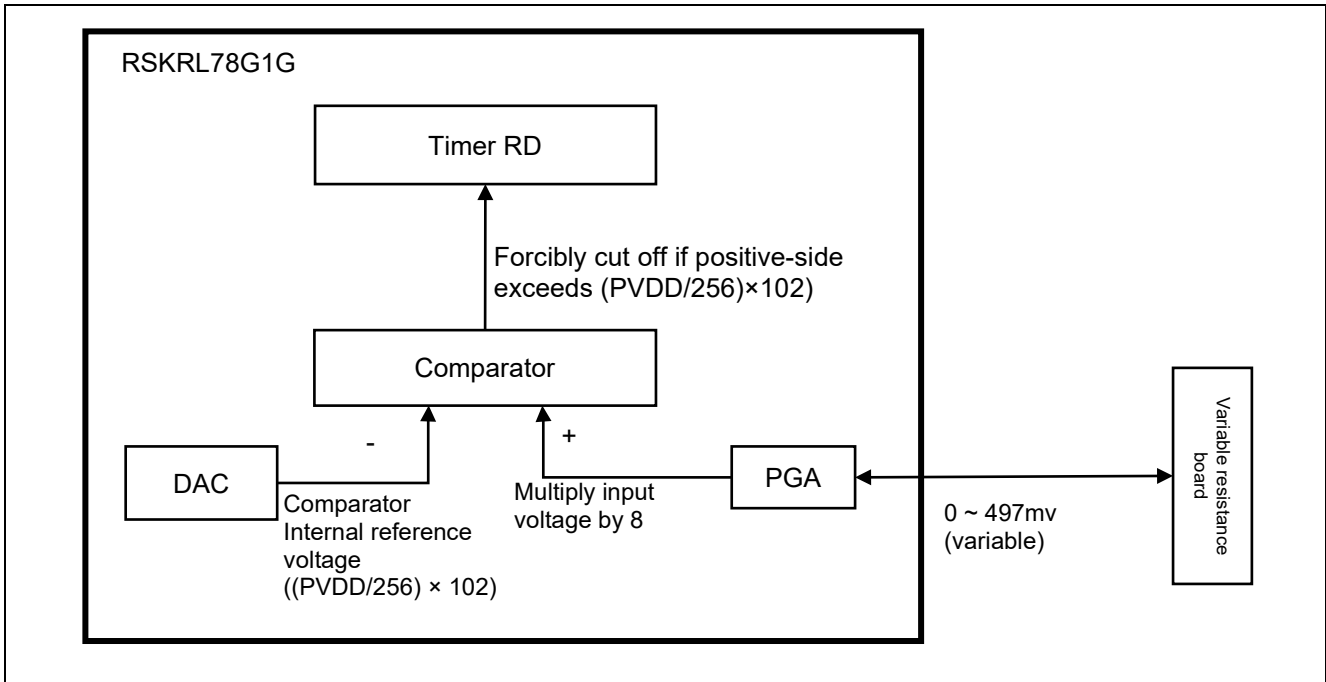 RSKRL78G1G
Timer RD
Forcibly cut off if positive-side
exceeds (PVDD/256)×102)
Comparator
-
+
DAC
Comparator
Internal reference
voltage
((PVDD/256) × 102)
Multiply input
voltage by 8
PGA
0 ~ 497mv
(variable)
Variable resistance
board